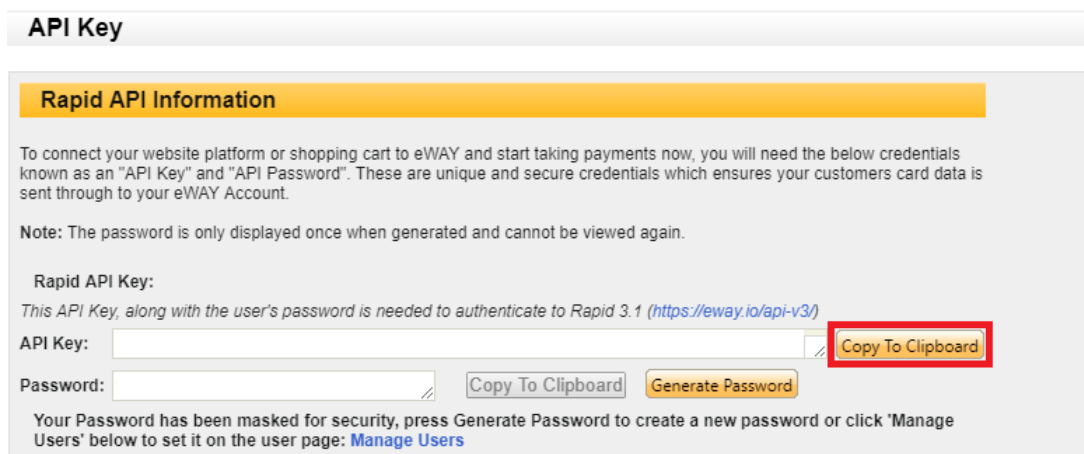 API Key
Rapid API Information
To connect your website platform or shopping cart to eWAY and start taking payments now, you will need the below credentials
known as an "API Key" and "API Password". These are unique and secure credentials which ensures your customers card data is
sent through to your eWAY Account.
Note: The password is only displayed once when generated and cannot be viewed again.
Rapid API Key:
This API Key, along with the user's password is needed to authenticate to Rapid 3.1 (https://eway.io/api-v3/)
API Key: Copy To Clipboard
Password: Copy To Clipboard Generate Password
Your Password has been masked for security, press Generate Password to create a new password or click 'Manage
Users' below to set it on the user page: Manage Users